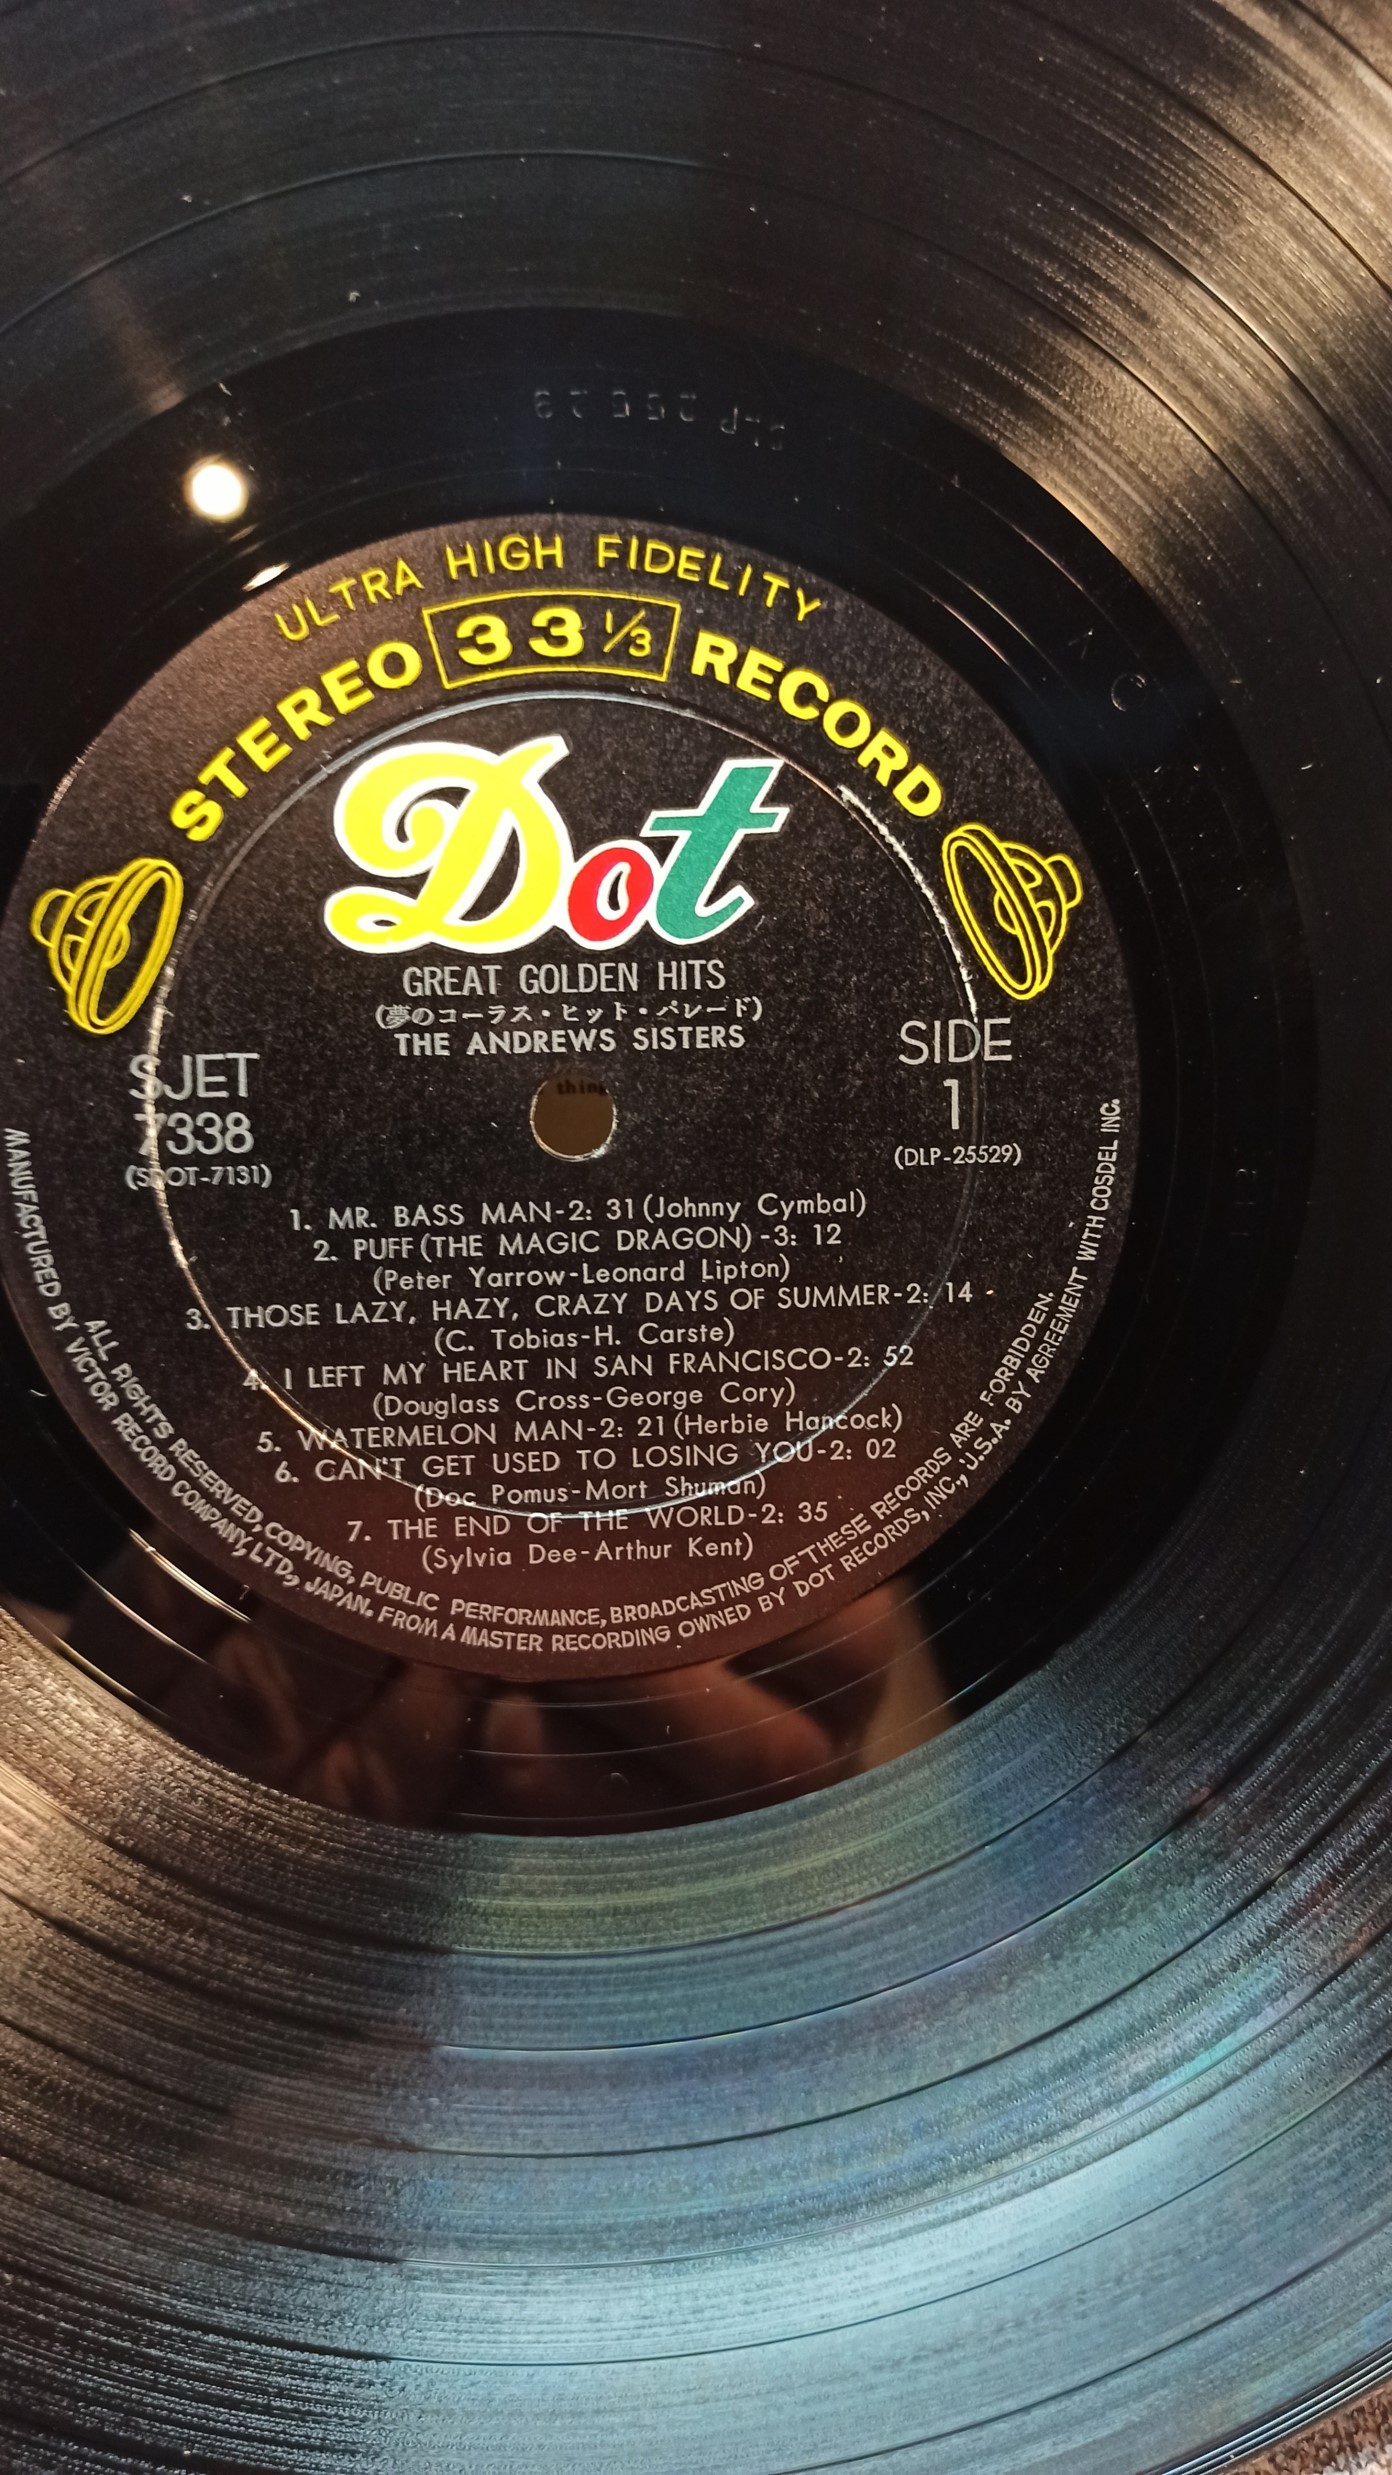 ULTRA HIGH FIDELITY
STEREO 33 1/3 RECORD
Dot
GREAT GOLDEN HITS
(夢のコーラス・ヒット・パレード)
THE ANDREWS SISTERS
SJET
7338
(SDOT-7131)
SIDE
1
(DLP-25529)
1. MR. BASS MAN-2: 31 (Johnny Cymbal)
2. PUFF (THE MAGIC DRAGON) -3: 12
(Peter Yarrow-Leonard Lipton)
3. THOSE LAZY, HAZY, CRAZY DAYS OF SUMMER-2: 14
(C. Tobias-H. Carste)
4. I LEFT MY HEART IN SAN FRANCISCO-2: 52
(Douglass Cross-George Cory)
5. WATERMELON MAN-2: 21 (Herbie Hancock)
6. CAN'T GET USED TO LOSING YOU-2: 02
(Doc Pomus-Mort Shuman)
7. THE END OF THE WORLD-2: 35
(Sylvia Dee-Arthur Kent)
ALL RIGHTS RESERVED, COPYING, PUBLIC PERFORMANCE, BROADCASTING OF THESE RECORDS ARE FORBIDDEN.
MANUFACTURED BY VICTOR RECORD COMPANY, LTD., JAPAN. FROM A MASTER RECORDING OWNED BY DOT RECORDS, INC., U.S.A. BY AGREEMENT WITH COSDEL INC.
thing